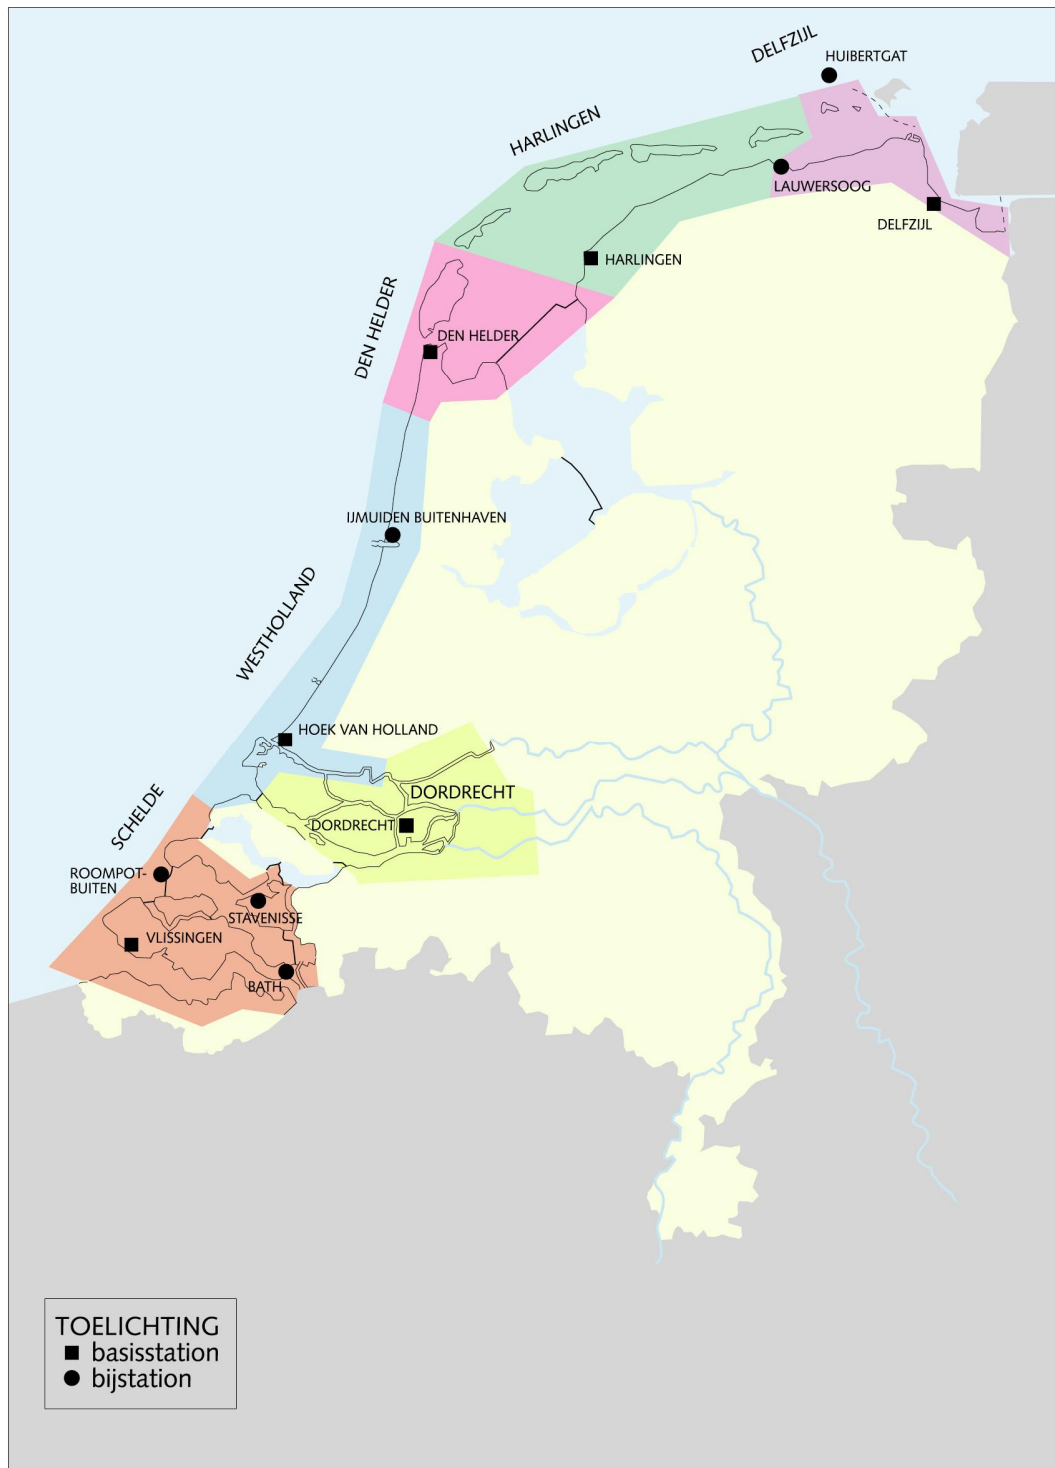 DELFZIJL
HUIBERTGAT
HARLINGEN
LAUWERSOOG
DELFZIJL
HARLINGEN
DEN HELDER
DEN HELDER
IJMUIDEN BUITENHAVEN
WESTHOLLAND
HOEK VAN HOLLAND
DORDRECHT
SCHELDE
DORDRECHT
ROOMPOT-
BUITEN
STAVENISSE
VLISSINGEN
BATH
TOELICHTING
basisstation
bijstation